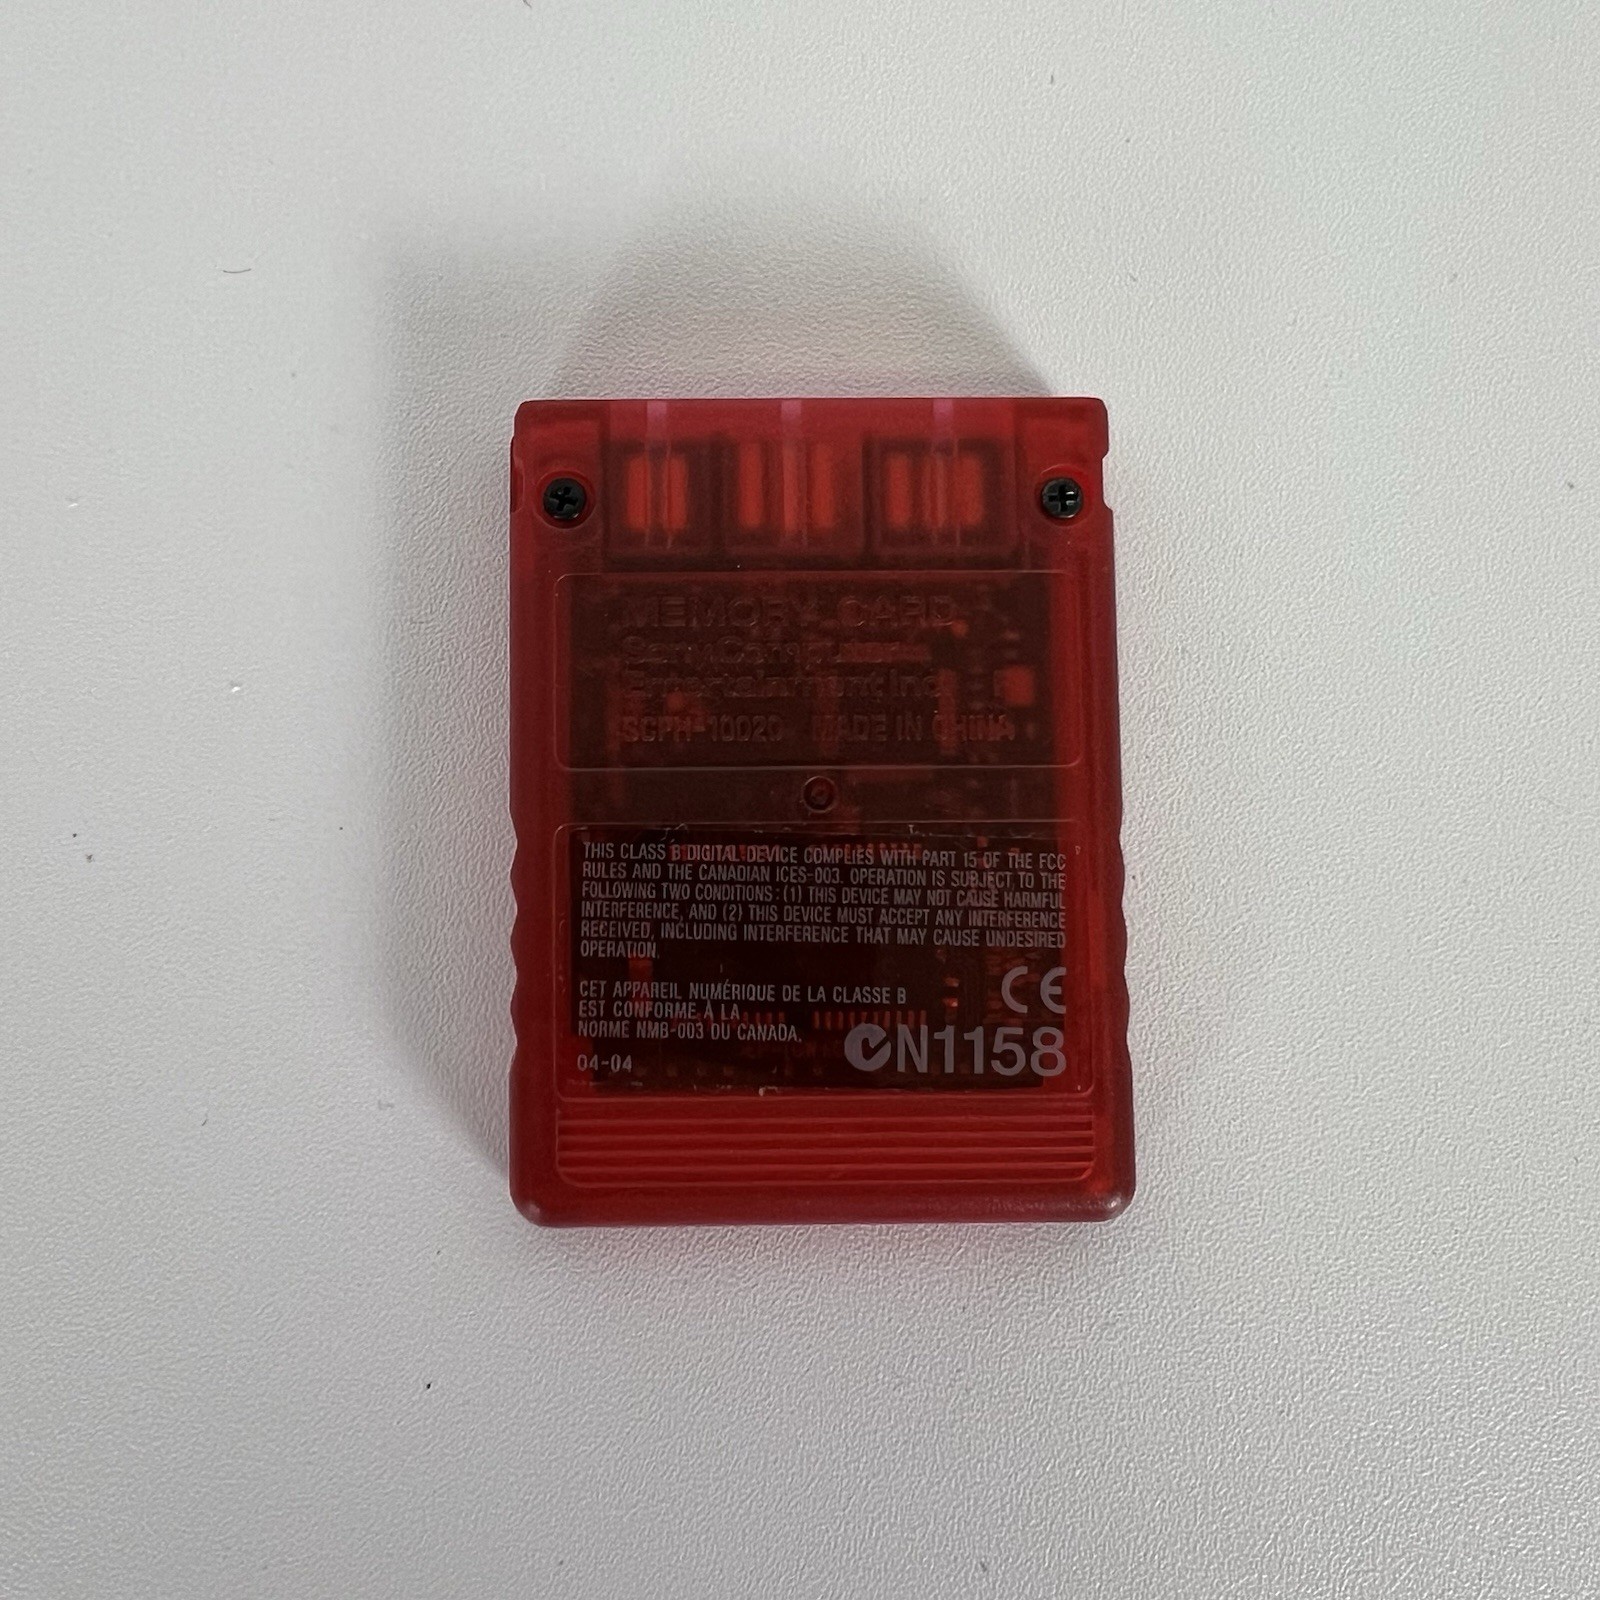 MEMORY CARD
Sony Computer
Entertainment Inc.
SCPH-10020 MADE IN CHINA
THIS CLASS B DIGITAL DEVICE COMPLIES WITH PART 15 OF THE FCC
RULES AND THE CANADIAN ICES-003. OPERATION IS SUBJECT TO THE
FOLLOWING TWO CONDITIONS: (1) THIS DEVICE MAY NOT CAUSE HARMFUL
INTERFERENCE, AND (2) THIS DEVICE MUST ACCEPT ANY INTERFERENCE
RECEIVED, INCLUDING INTERFERENCE THAT MAY CAUSE UNDESIRED
OPERATION.
CET APPAREIL NUMÉRIQUE DE LA CLASSE B
EST CONFORME À LA
NORME NMB-003 DU CANADA.
CE
N1158
04-04